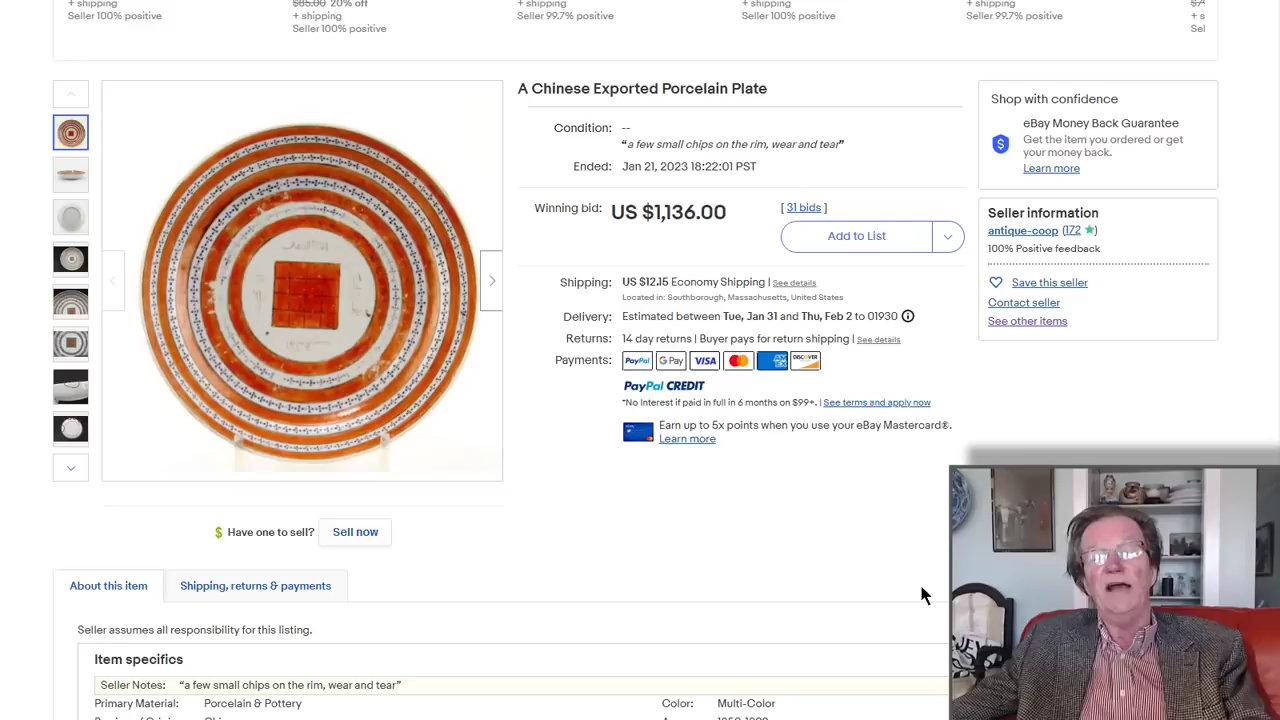 + shipping
Seller 100% positive
$85.00 20% off
+ shipping
Seller 100% positive
+ shipping
Seller 99.7% positive
+ shipping
Seller 100% positive
+ shipping
Seller 99.7% positive
+ s
Sel
A Chinese Exported Porcelain Plate
Condition: --
“ a few small chips on the rim, wear and tear”
Ended: Jan 21, 2023 18:22:01 PST
Winning bid: US $1,136.00 [ 31 bids ]
Add to List
Shipping: US $12.15 Economy Shipping | See details
Located in: Southborough, Massachusetts, United States
Delivery: Estimated between Tue, Jan 31 and Thu, Feb 2 to 01930
Returns: 14 day returns | Buyer pays for return shipping | See details
Payments: PayPal G Pay VISA MasterCard AM EX DISCOVER
PayPal CREDIT
*No Interest if paid in full in 6 months on $99+. | See terms and apply now
Earn up to 5x points when you use your eBay Mastercard®.
Learn more
Shop with confidence
eBay Money Back Guarantee
Get the item you ordered or get
your money back.
Learn more
Seller information
antique-coop (172 )
100% Positive feedback
Save this seller
Contact seller
See other items
$ Have one to sell? Sell now
About this item
Shipping, returns & payments
Seller assumes all responsibility for this listing.
Item specifics
Seller Notes: “a few small chips on the rim, wear and tear”
Primary Material: Porcelain & Pottery
Color: Multi-Color